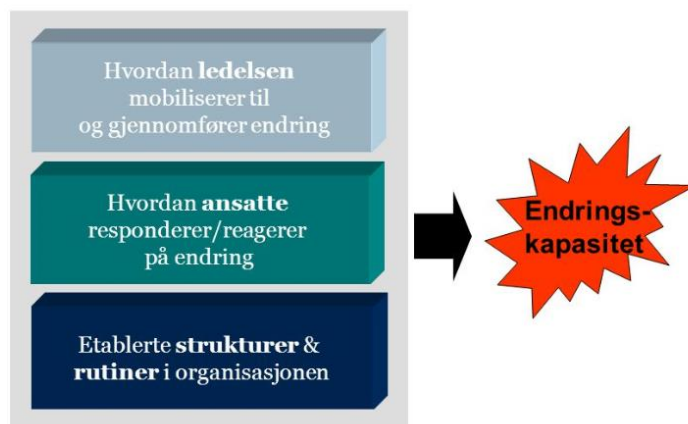 Hvordan ledelsen
mobiliserer til
og gjennomfører endring
Hvordan ansatte
responderer/reagerer
på endring
Etablerte strukturer &
rutiner i organisasjonen
Endrings-
kapasitet